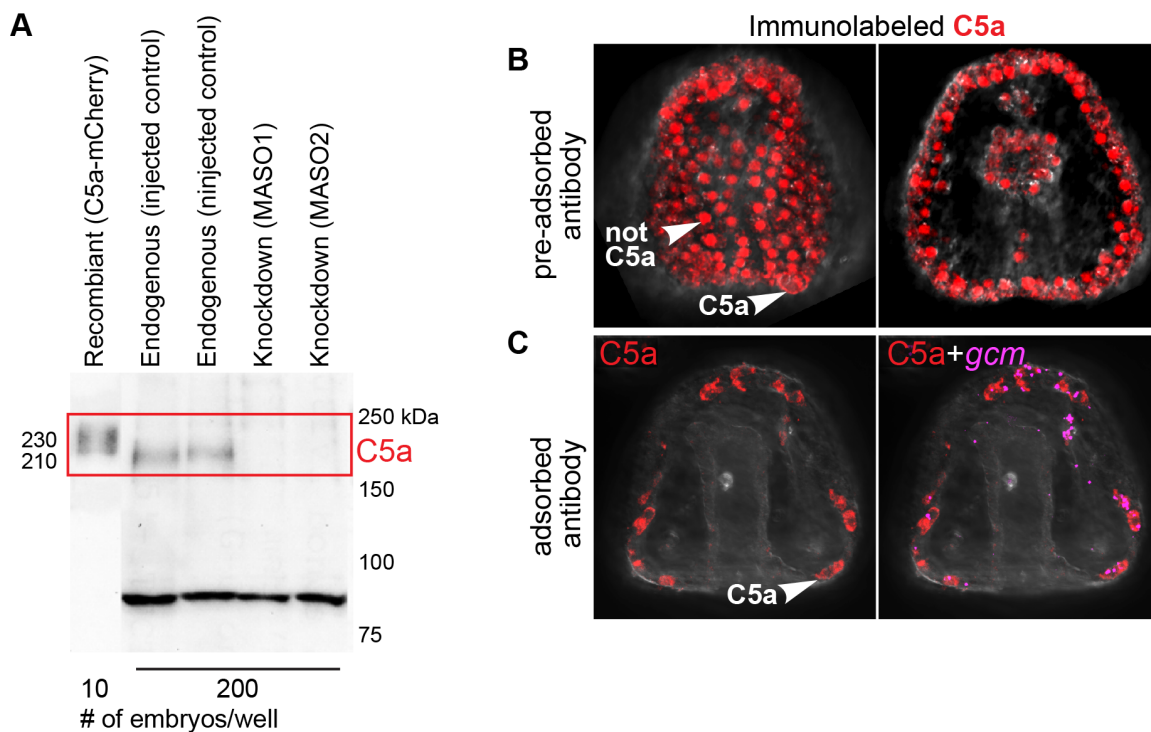 A
Recombiant (C5a-mCherry)
Endogenous (injected control)
Endogenous (ninjected control)
Knockdown (MASO1)
Knockdown (MASO2)
230
210
250 kDa
C5a
150
100
75
10
200
# of embryos/well
Immunolabeled C5a
B
pre-adsorbed
antibody
not
C5a
C5a
C
adsorbed
antibody
C5a
C5a
C5a+gcm